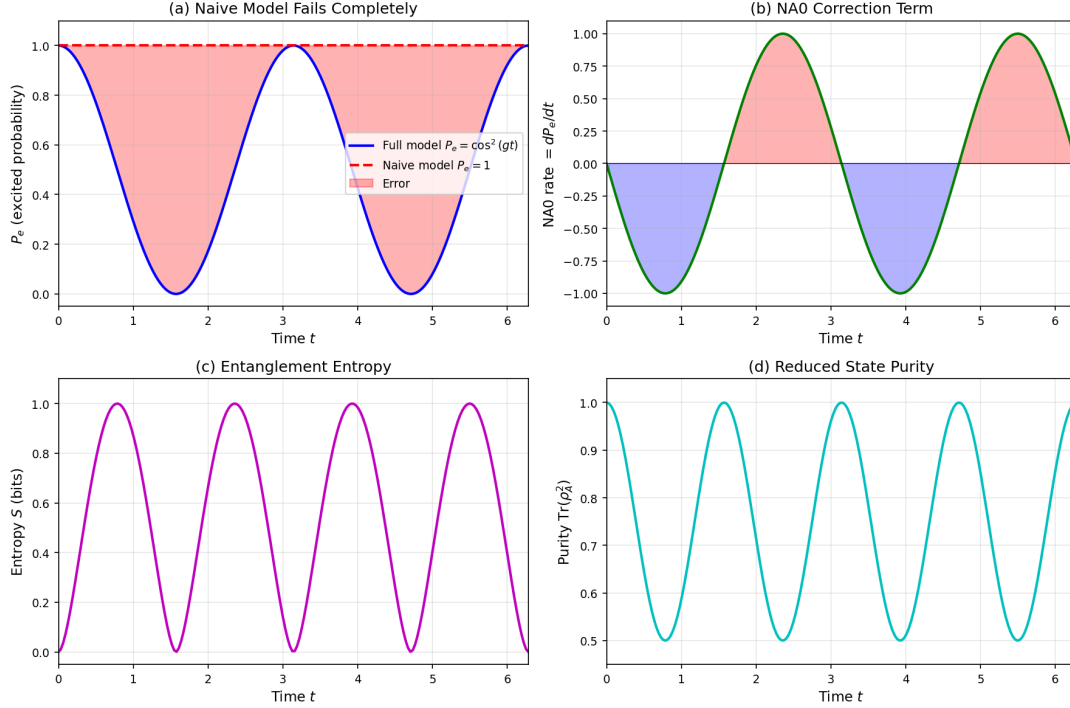 (a) Naive Model Fails Completely
P_e (excited probability)
1.0
0.8
0.6
0.4
0.2
0.0
Full model P_e = cos²(gt)
Naive model P_e = 1
Error
0 1 2 3 4 5 6
Time t
(b) NA0 Correction Term
NA0 rate = dP_e/dt
1.00
0.75
0.50
0.25
0.00
−0.25
−0.50
−0.75
−1.00
0 1 2 3 4 5 6
Time t
(c) Entanglement Entropy
Entropy S (bits)
1.0
0.8
0.6
0.4
0.2
0.0
0 1 2 3 4 5 6
Time t
(d) Reduced State Purity
Purity Tr(ρ_A²)
1.0
0.9
0.8
0.7
0.6
0.5
0 1 2 3 4 5 6
Time t